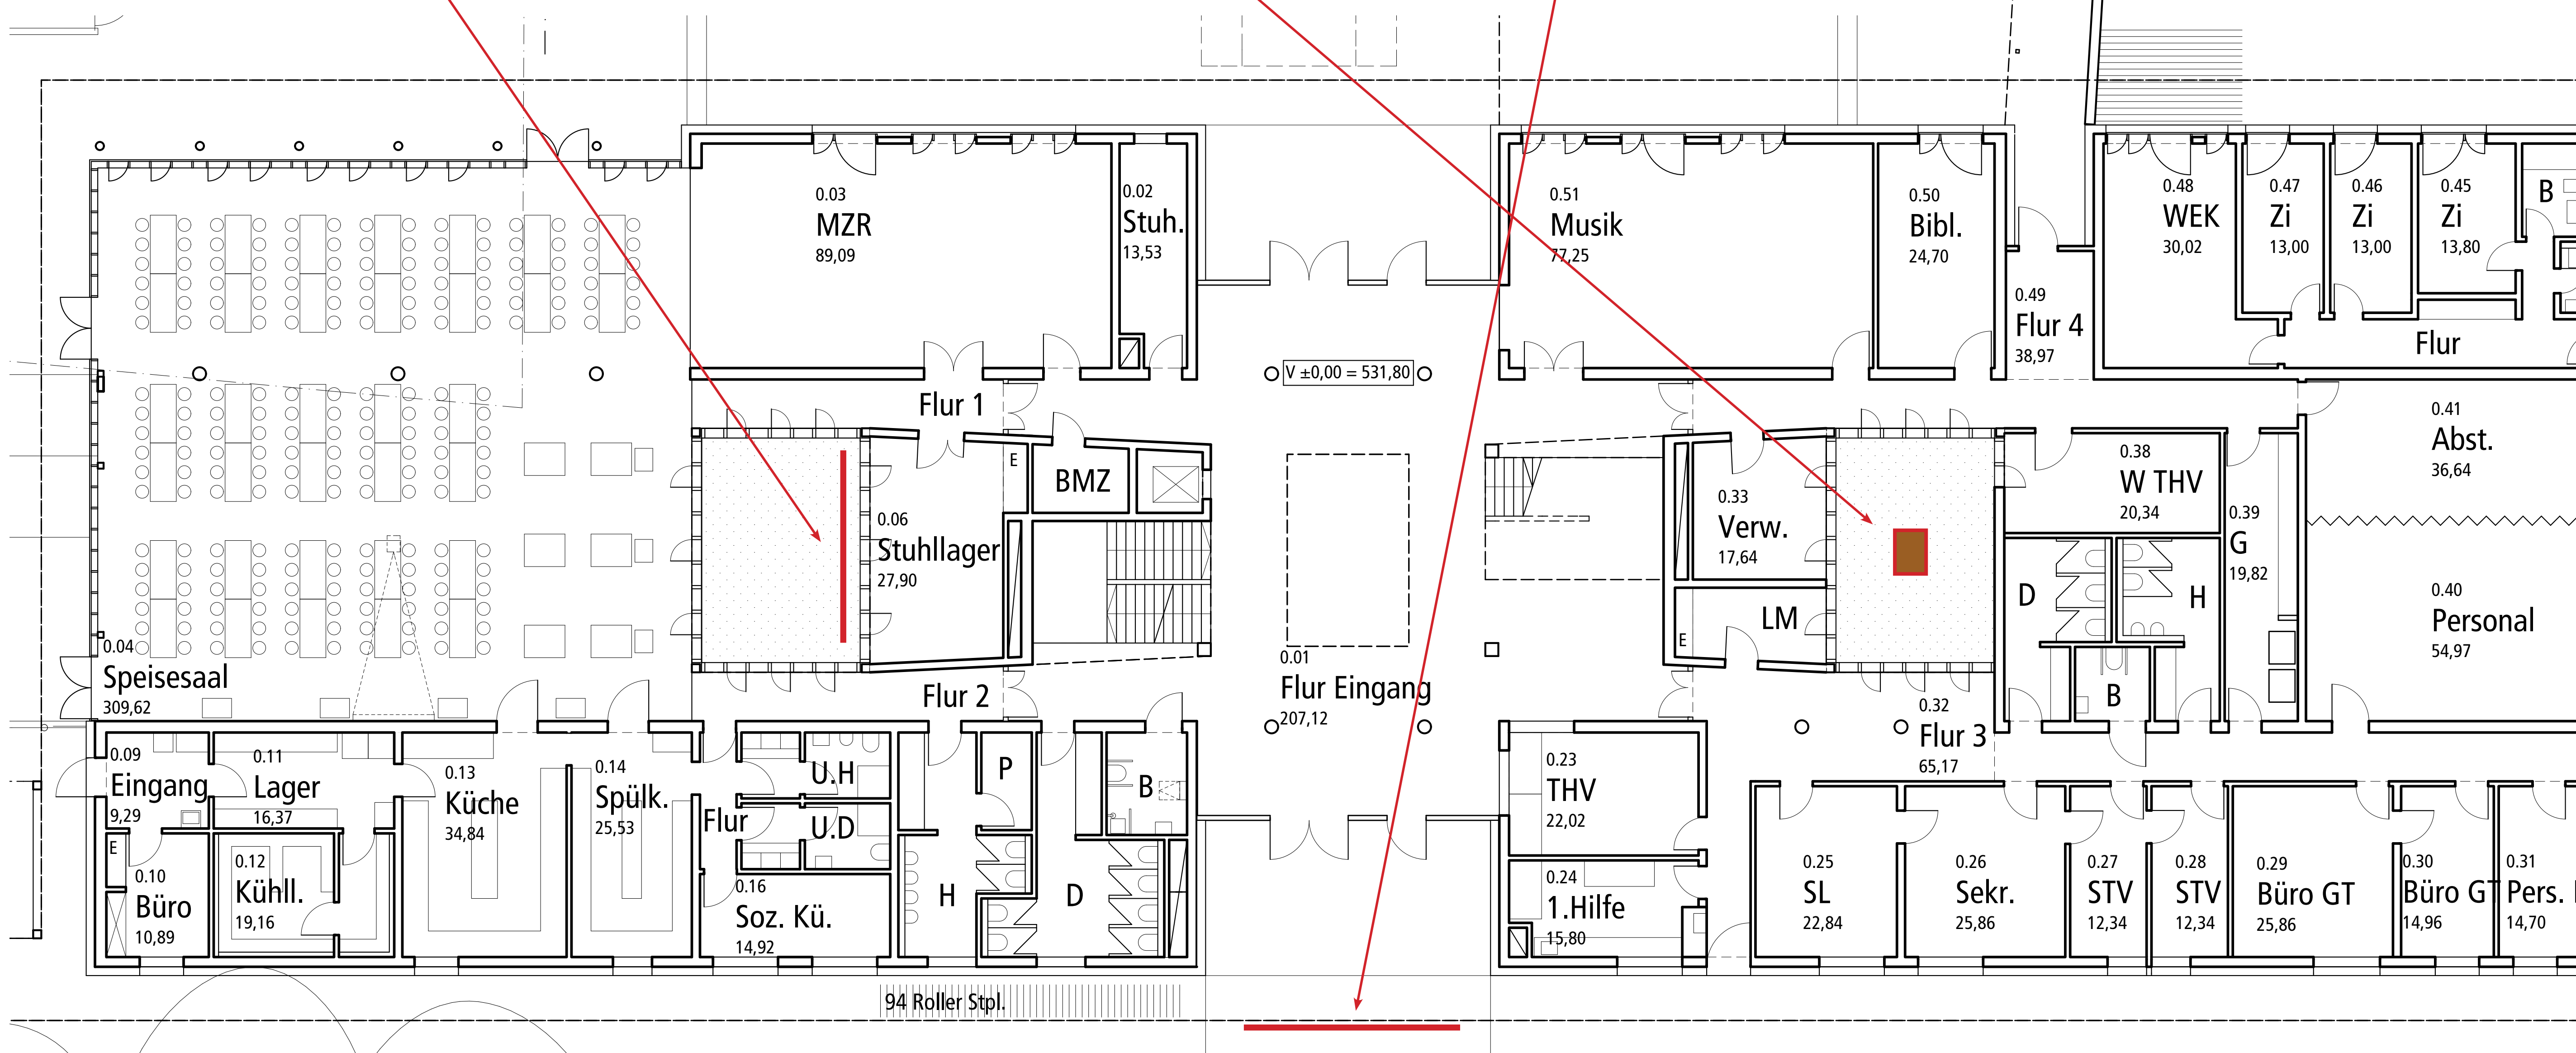 0.03
MZR
89,09
0.02
Stuh.
13,53
0.51
Musik
77,25
0.50
Bibl.
24,70
0.49
Flur 4
38,97
0.48
WEK
30,02
0.47
Zi
13,00
0.46
Zi
13,00
0.45
Zi
13,80
B
Flur
V ±0,00 = 531,80
Flur 1
E
BMZ
0.06
Stuhllager
27,90
0.33
Verw.
17,64
E
LM
0.38
W THV
20,34
0.39
G
19,82
0.41
Abst.
36,64
D
H
B
0.40
Personal
54,97
0.04
Speisesaal
309,62
Flur 2
0.01
Flur Eingang
207,12
0.32
Flur 3
65,17
0.09
Eingang
9,29
0.11
Lager
16,37
0.13
Küche
34,84
0.14
Spülk.
25,53
Flur
U.H
U.D
P
B
E
0.10
Büro
10,89
0.12
Kühll.
19,16
0.16
Soz. Kü.
14,92
H
D
0.23
THV
22,02
0.24
1.Hilfe
15,80
0.25
SL
22,84
0.26
Sekr.
25,86
0.27
STV
12,34
0.28
STV
12,34
0.29
Büro GT
25,86
0.30
Büro GT
14,96
0.31
Pers.
14,70
94 Roller Stpl.